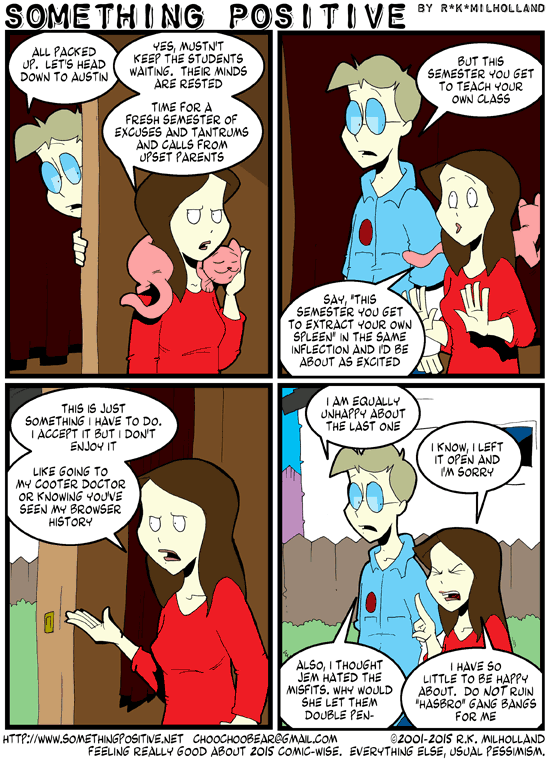 SOMETHING POSITIVE BY R*K*MILHOLLAND
ALL PACKED
UP. LET'S HEAD
DOWN TO AUSTIN
YES, MUSTN'T
KEEP THE STUDENTS
WAITING. THEIR MINDS
ARE RESTED
TIME FOR A
FRESH SEMESTER OF
EXCUSES AND TANTRUMS
AND CALLS FROM
UPSET PARENTS
BUT THIS
SEMESTER YOU GET
TO TEACH YOUR
OWN CLASS
SAY, "THIS
SEMESTER YOU GET
TO EXTRACT YOUR OWN
SPLEEN" IN THE SAME
INFLECTION AND I'D BE
ABOUT AS EXCITED
THIS IS JUST
SOMETHING I HAVE TO DO.
I ACCEPT IT BUT I DON'T
ENJOY IT
LIKE GOING TO
MY COOTER DOCTOR
OR KNOWING YOU'VE
SEEN MY BROWSER
HISTORY
I AM EQUALLY
UNHAPPY ABOUT
THE LAST ONE
I KNOW, I LEFT
IT OPEN AND
I'M SORRY
ALSO, I THOUGHT
JEM HATED THE
MISFITS. WHY WOULD
SHE LET THEM
DOUBLE PEN-
I HAVE SO
LITTLE TO BE HAPPY
ABOUT. DO NOT RUIN
"HASBRO" GANG BANGS
FOR ME
HTTP://WWW.SOMETHINGPOSITIVE.NET CHOOCHOOBEAR@GMAIL.COM ©2001-2015 R.K. MILHOLLAND
FEELING REALLY GOOD ABOUT 2015 COMIC-WISE. EVERYTHING ELSE, USUAL PESSIMISM.